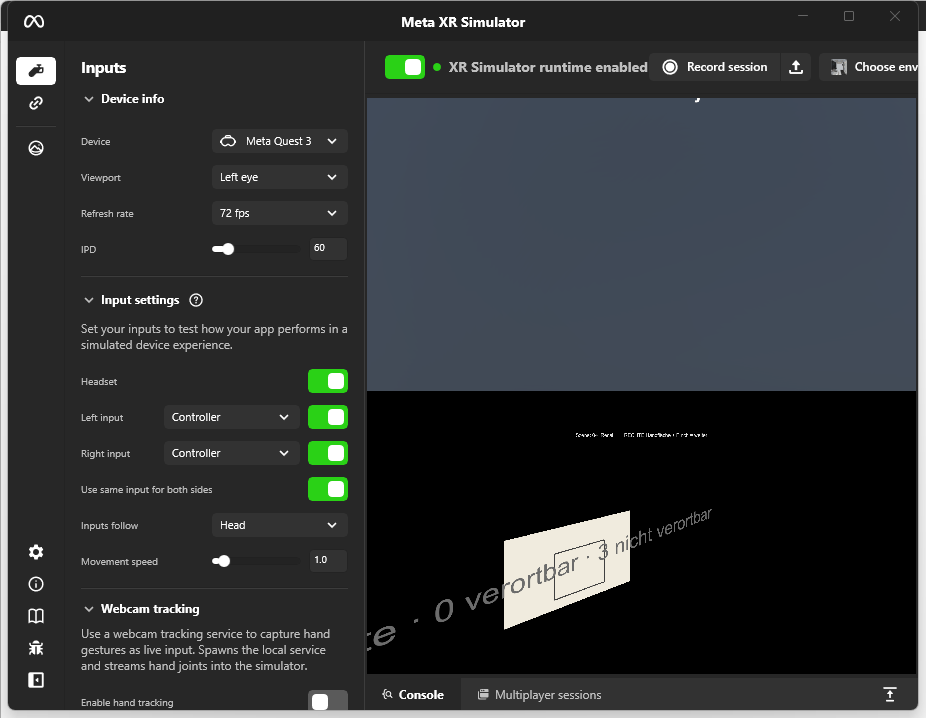 Meta XR Simulator
Inputs
XR Simulator runtime enabled
Record session
Choose env
Device info
Device
Meta Quest 3
Viewport
Left eye
Refresh rate
72 fps
IPD
60
Input settings
Set your inputs to test how your app performs in a
simulated device experience.
Headset
Left input
Controller
Right input
Controller
Use same input for both sides
Inputs follow
Head
Movement speed
1.0
Webcam tracking
Use a webcam tracking service to capture hand
gestures as live input. Spawns the local service
and streams hand joints into the simulator.
Enable hand tracking
te · 0 verortbar · 3 nicht verortbar
Console
Multiplayer sessions